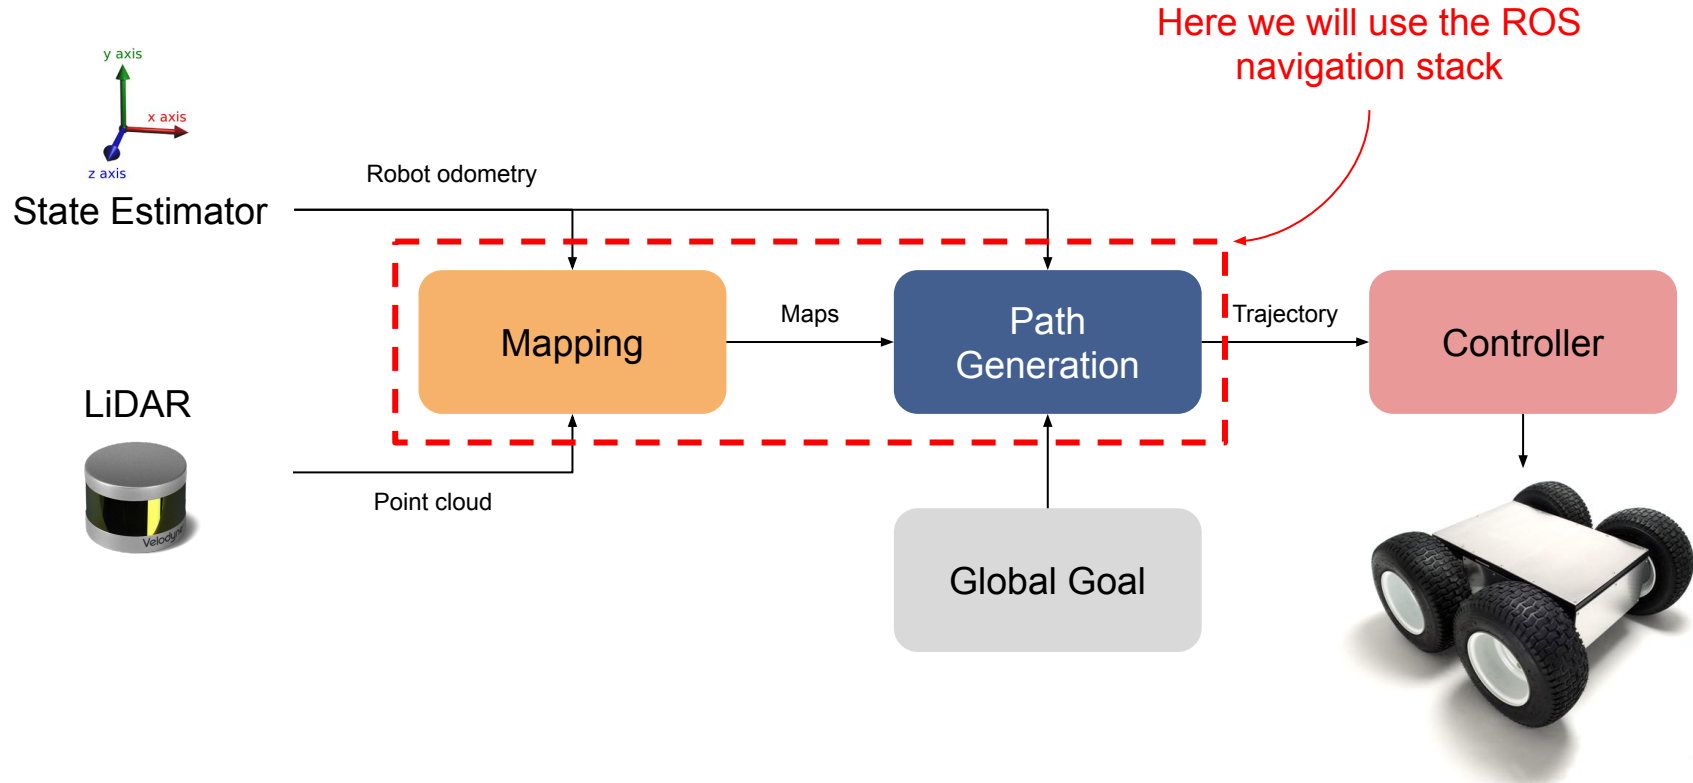 Here we will use the ROS
navigation stack
y axis
x axis
z axis
State Estimator
Robot odometry
Mapping
Maps
Path
Generation
Trajectory
Controller
LiDAR
Velodyne
Point cloud
Global Goal